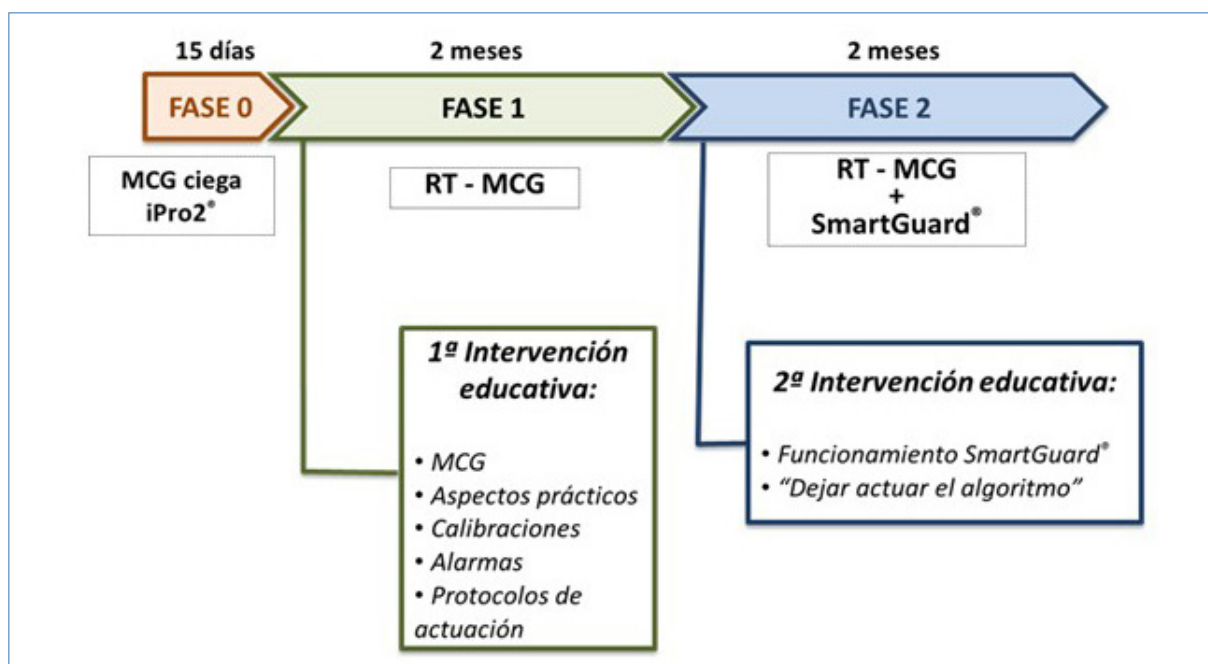 15 días
2 meses
2 meses
FASE 0
FASE 1
FASE 2
MCG ciega
iPro2®
RT - MCG
RT - MCG
+
SmartGuard®
1ª Intervención
educativa:
• MCG
• Aspectos prácticos
• Calibraciones
• Alarmas
• Protocolos de
actuación
2ª Intervención educativa:
• Funcionamiento SmartGuard®
• “Dejar actuar el algoritmo”